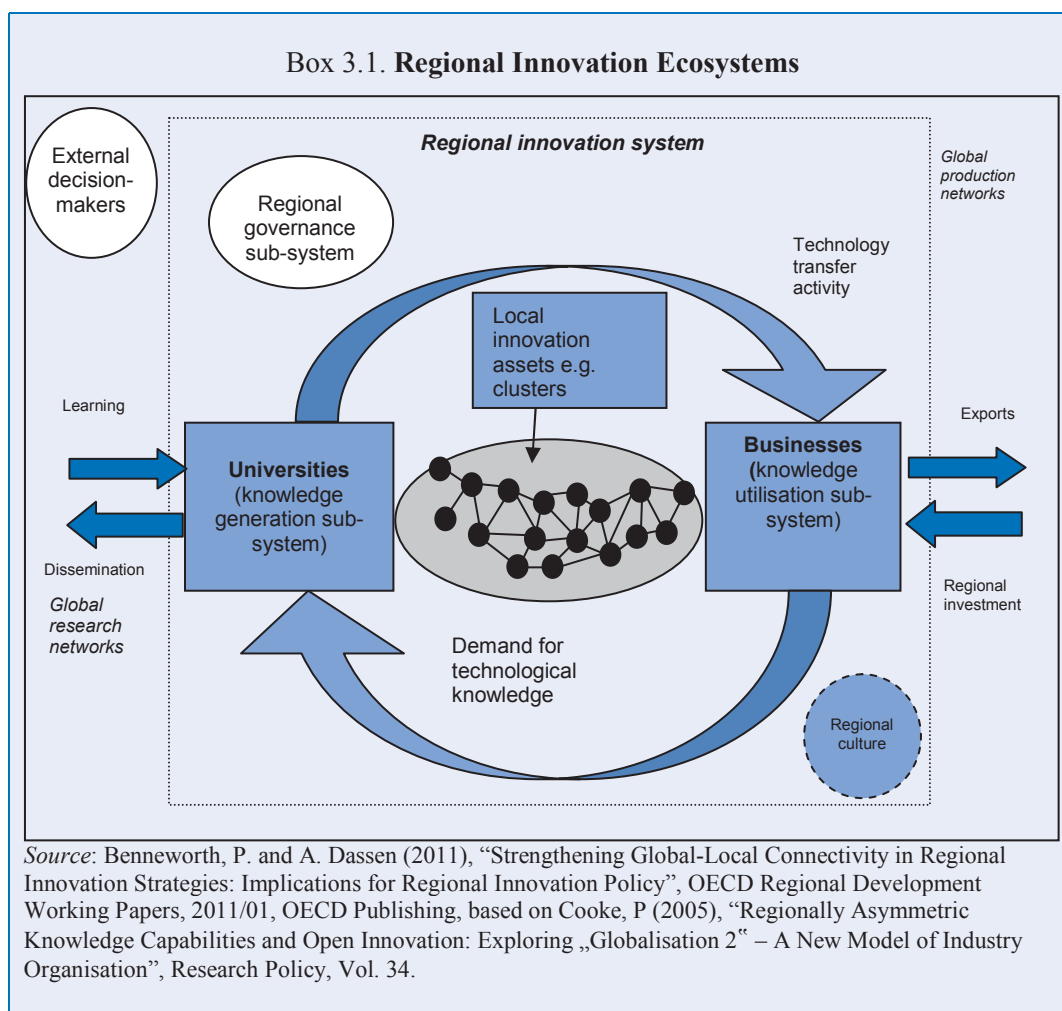 Box 3.1. Regional Innovation Ecosystems
External
decision-
makers
Regional innovation system
Global
production
networks
Regional
governance
sub-system
Technology
transfer
activity
Local
innovation
assets e.g.
clusters
Learning
Exports
Universities
(knowledge
generation sub-
system)
Businesses
(knowledge
utilisation sub-
system)
Dissemination
Global
research
networks
Regional
investment
Demand for
technological
knowledge
Regional
culture
Source: Benneworth, P. and A. Dassen (2011), “Strengthening Global-Local Connectivity in Regional
Innovation Strategies: Implications for Regional Innovation Policy”, OECD Regional Development
Working Papers, 2011/01, OECD Publishing, based on Cooke, P (2005), “Regionally Asymmetric
Knowledge Capabilities and Open Innovation: Exploring „Globalisation 2‟ – A New Model of Industry
Organisation”, Research Policy, Vol. 34.